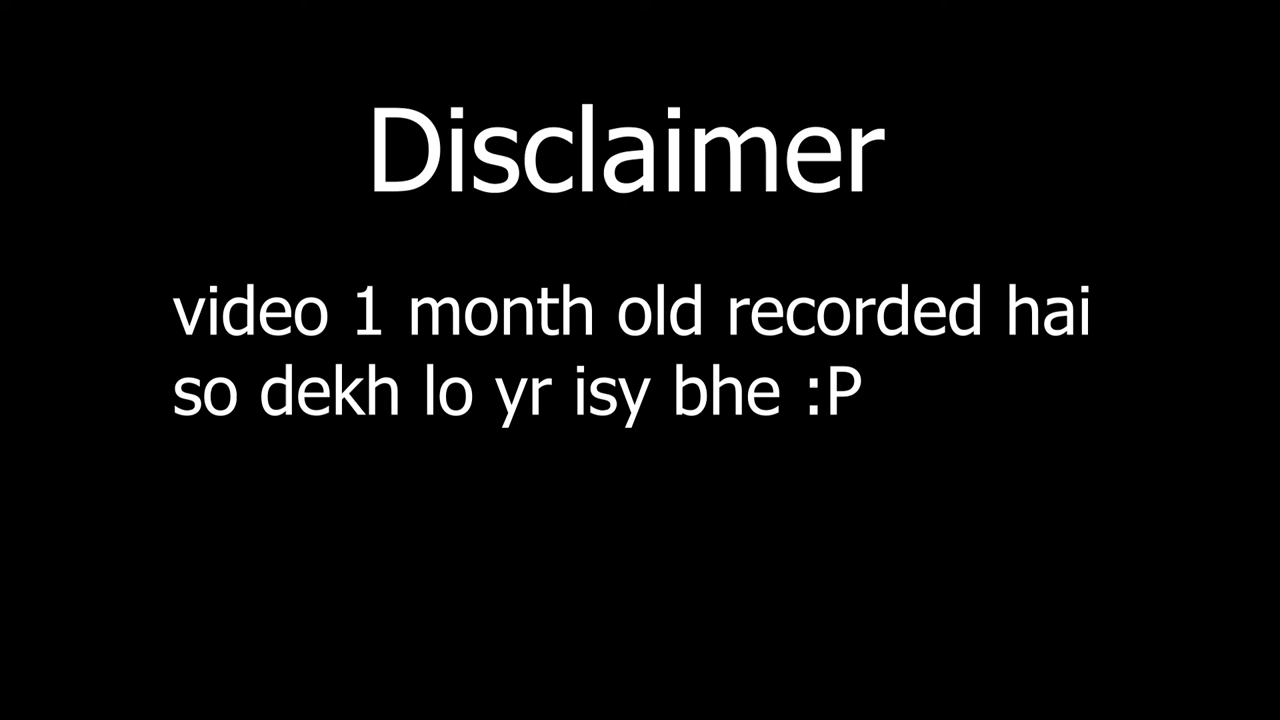 Disclaimer
video 1 month old recorded hai
so dekh lo yr isy bhe :P